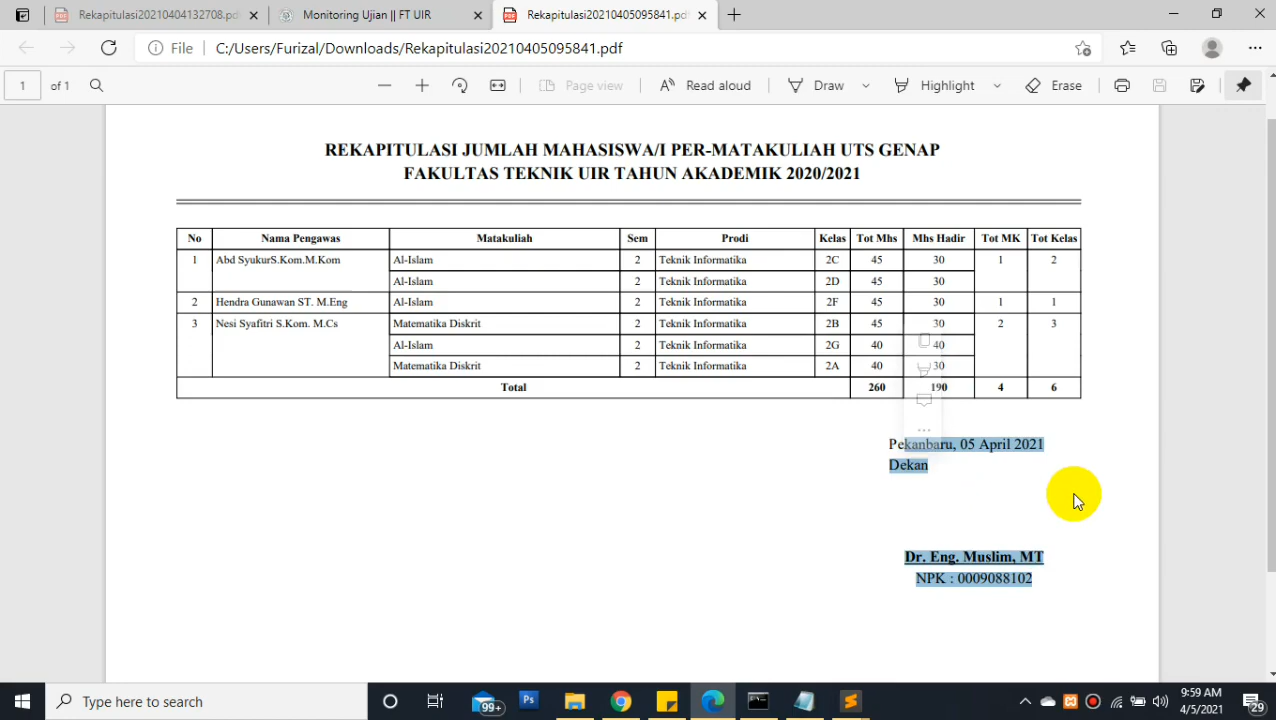 Rekapitulasi20210404132708.pdf
Monitoring Ujian || FT UIR
Rekapitulasi20210405095841.pdf
File C:/Users/Furizal/Downloads/Rekapitulasi20210405095841.pdf
1 of 1 Page view Read aloud Draw Highlight Erase
REKAPITULASI JUMLAH MAHASISWA/I PER-MATAKULIAH UTS GENAP
FAKULTAS TEKNIK UIR TAHUN AKADEMIK 2020/2021
No Nama Pengawas Matakuliah Sem Prodi Kelas Tot Mhs Mhs Hadir Tot MK Tot Kelas
1 Abd SyukurS.Kom.M.Kom Al-Islam 2 Teknik Informatika 2C 45 30 1 2
Al-Islam 2 Teknik Informatika 2D 45 30
2 Hendra Gunawan ST. M.Eng Al-Islam 2 Teknik Informatika 2F 45 30 1 1
3 Nesi Syafitri S.Kom. M.Cs Matematika Diskrit 2 Teknik Informatika 2B 45 30 2 3
Al-Islam 2 Teknik Informatika 2G 40 40
Matematika Diskrit 2 Teknik Informatika 2A 40 30
Total 260 190 4 6
Pekanbaru, 05 April 2021
Dekan
Dr. Eng. Muslim, MT
NPK : 0009088102
Type here to search
Ps
99+
9:59 AM
4/5/2021
29